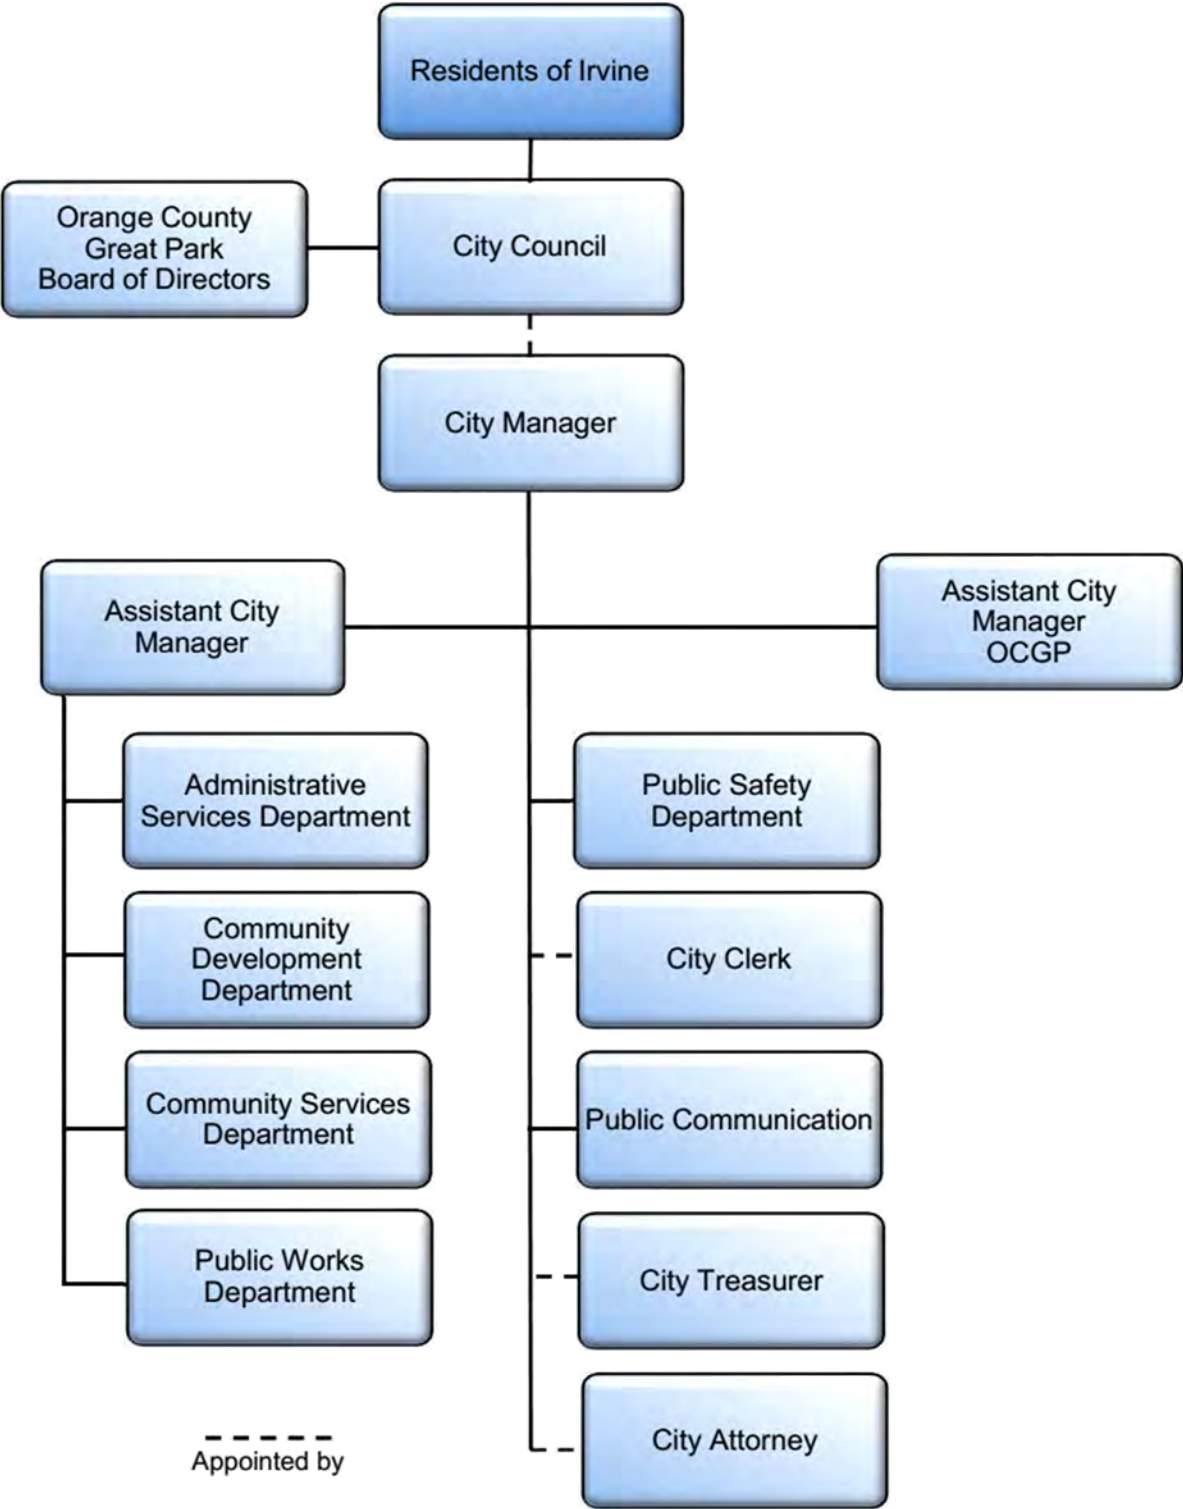 Residents of Irvine
Orange County
Great Park
Board of Directors
City Council
City Manager
Assistant City
Manager
Assistant City
Manager
OCGP
Administrative
Services Department
Public Safety
Department
Community
Development
Department
City Clerk
Community Services
Department
Public Communication
Public Works
Department
City Treasurer
City Attorney
Appointed by